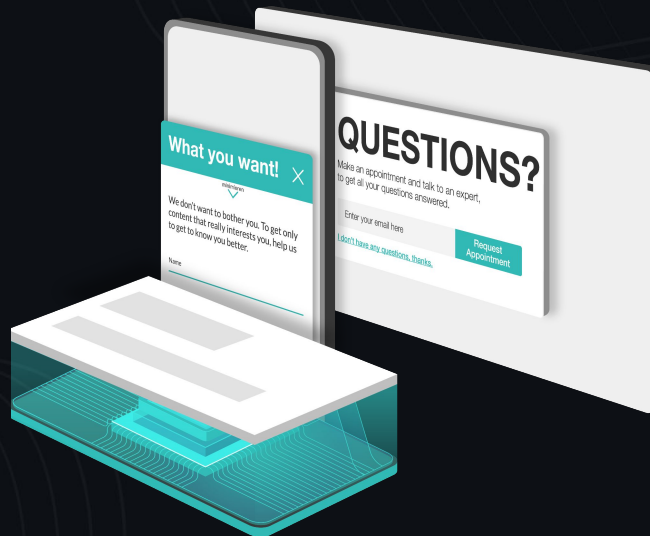 What you want!
minimieren
We don't want to bother you. To get only
content that really interests you, help us
to get to know you better.
Name
QUESTIONS?
Make an appointment and talk to an expert,
to get all your questions answered.
Enter your email here
Request
Appointment
I don't have any questions, thanks.